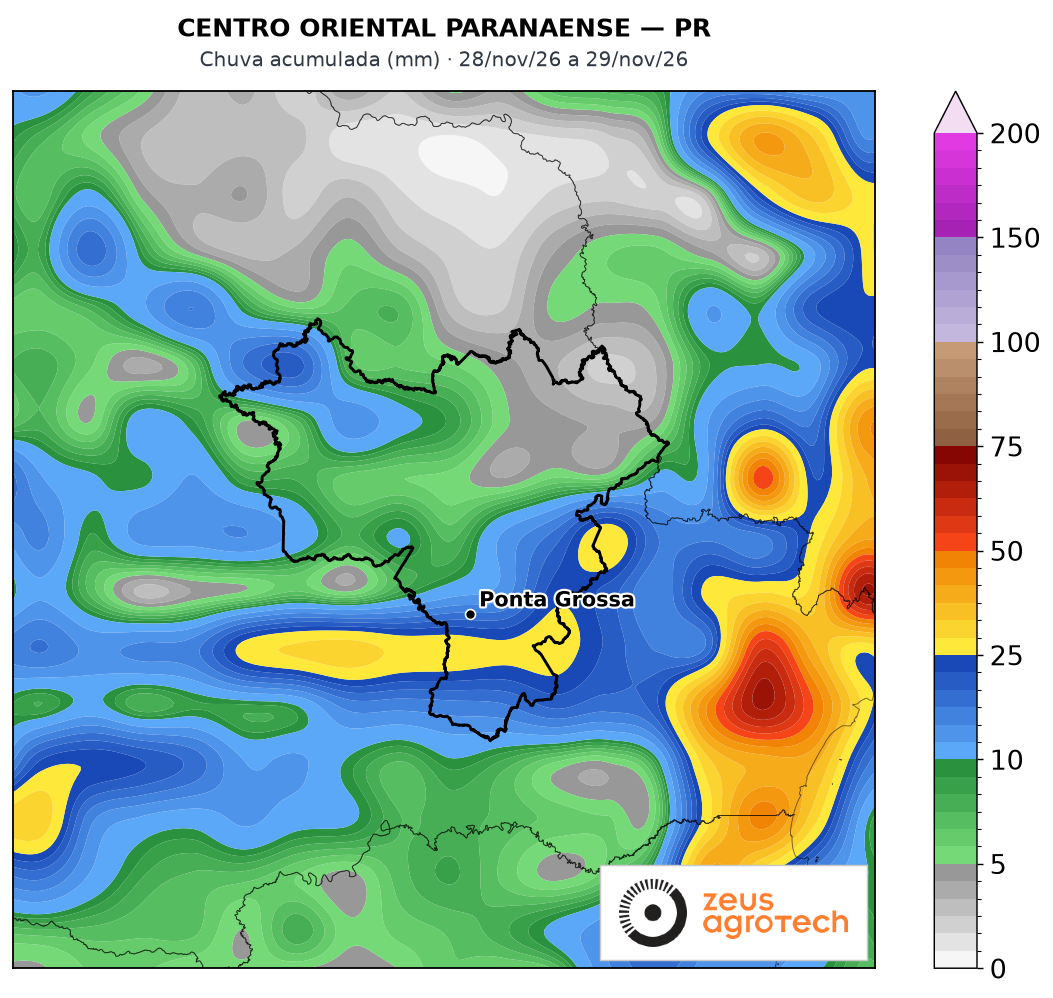 CENTRO ORIENTAL PARANAENSE — PR
Chuva acumulada (mm) · 28/nov/26 a 29/nov/26
200
150
100
75
50
25
10
5
0
Ponta Grossa
zeus
agrotech